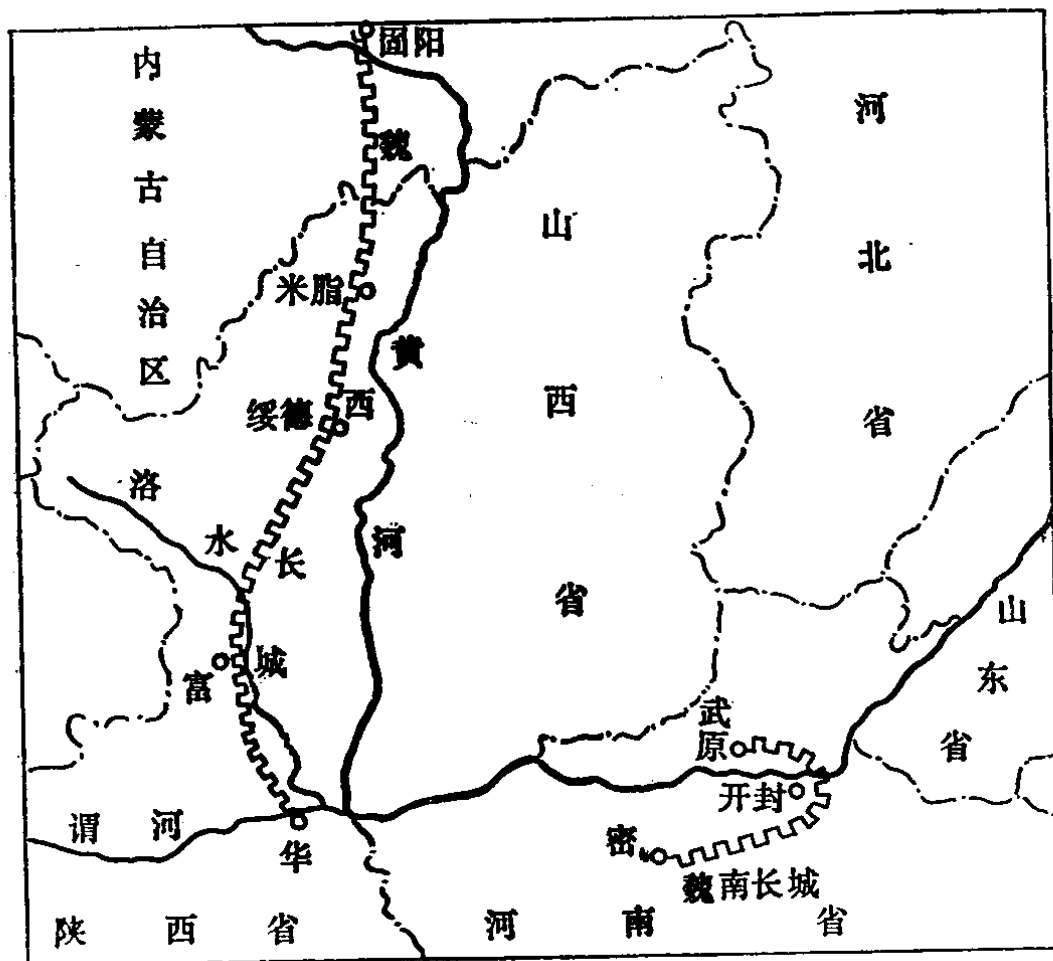 固阳
内蒙古自治区
魏西长城
河北省
山西省
米脂
黄河
绥德
洛水
富
山东省
武原
开封
谓河
密
华
魏南长城
陕西省
河南省